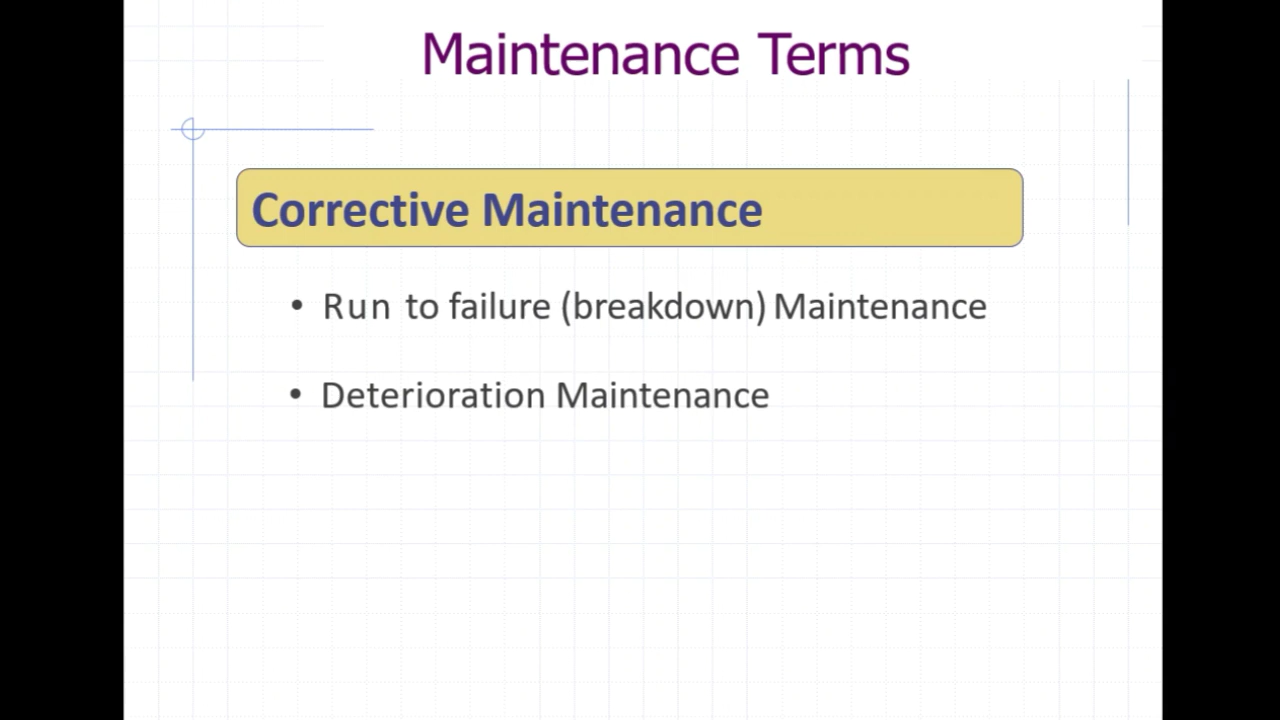 Maintenance Terms
Corrective Maintenance
• Run to failure (breakdown) Maintenance
• Deterioration Maintenance